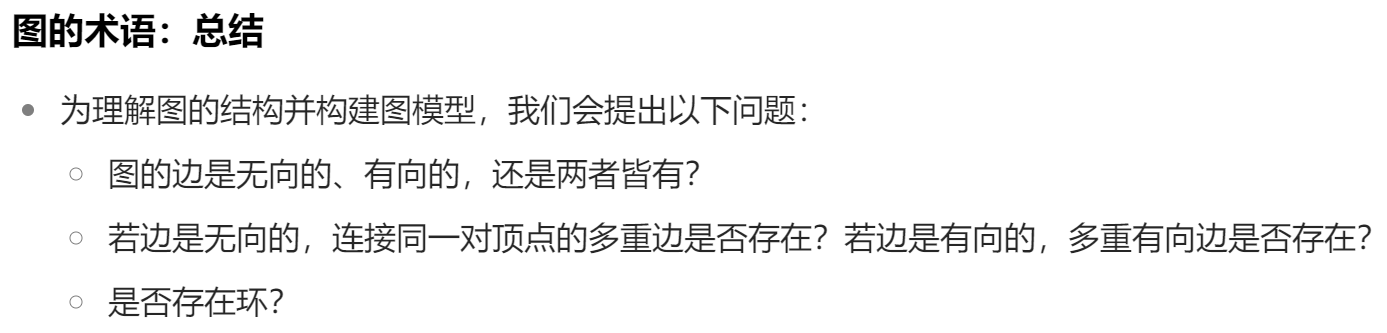 图的术语：总结
为理解图的结构并构建图模型，我们会提出以下问题：
图的边是无向的、有向的，还是两者皆有？
若边是无向的，连接同一对顶点的多重边是否存在？若边是有向的，多重有向边是否存在？
是否存在环？